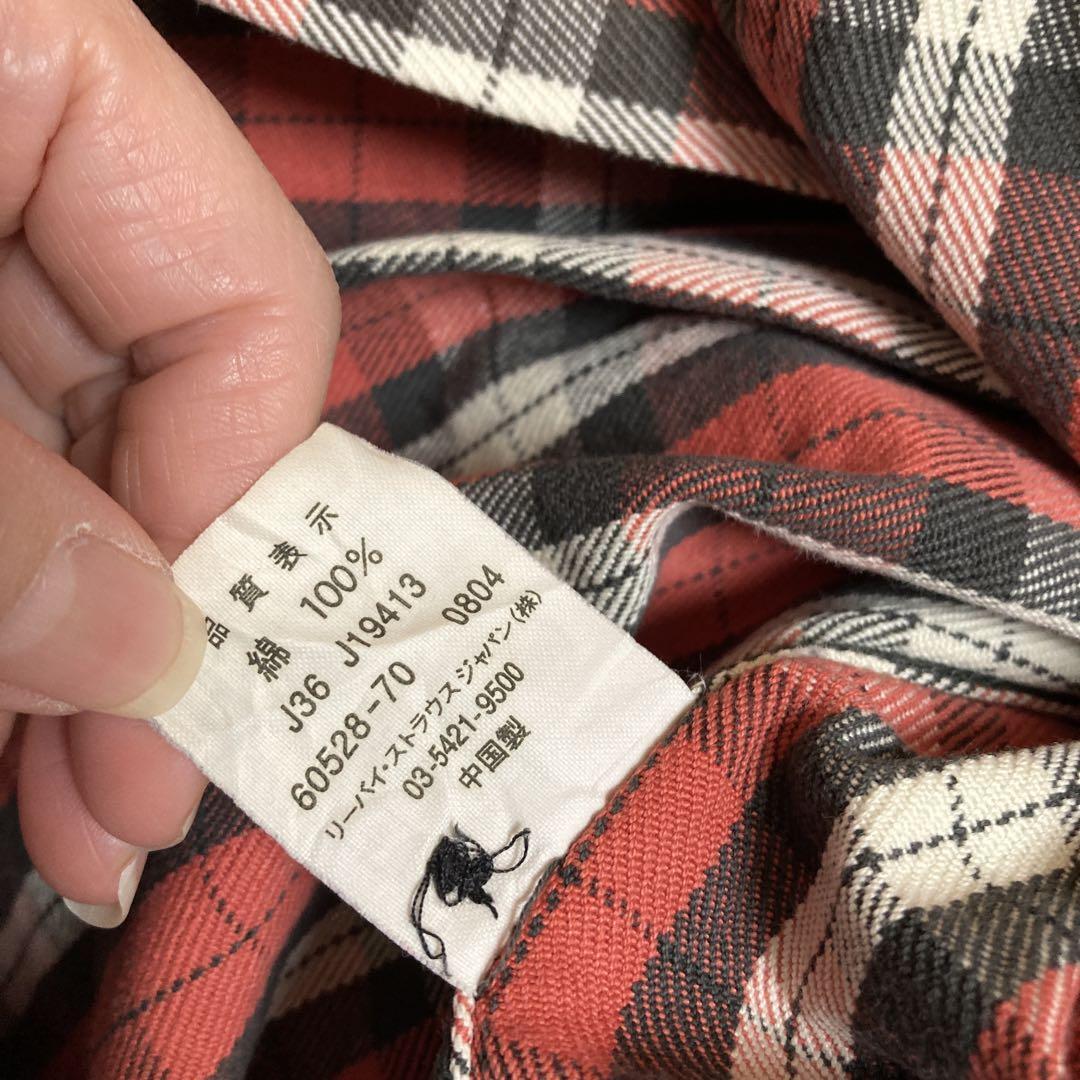 品質表示
綿 100%
J36 J19413
60528-70 0804
リーバイ・ストラウス ジャパン(株)
03-5421-9500
中国製